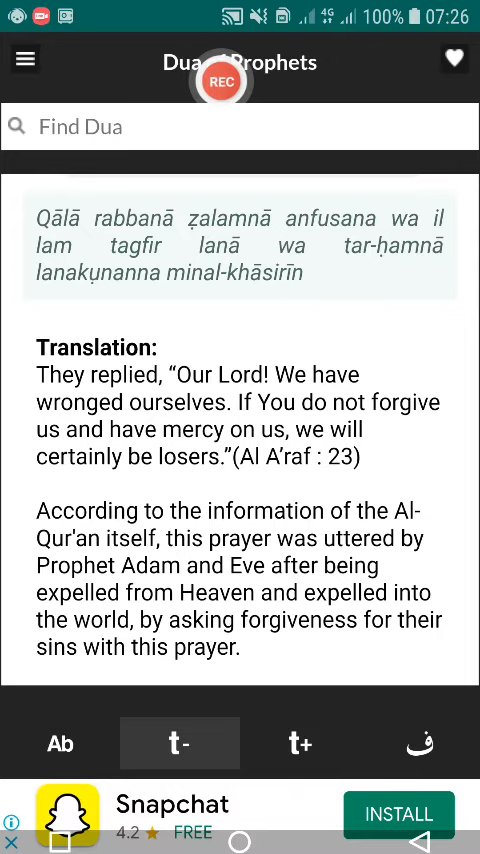 4G 100% 07:26
Dua of Prophets
REC
Find Dua
Qālā rabbanā ẓalamnā anfusana wa il
lam tagfir lanā wa tar-ḥamnā
lanakụnanna minal-khāsirīn
Translation:
They replied, “Our Lord! We have
wronged ourselves. If You do not forgive
us and have mercy on us, we will
certainly be losers.”(Al A’raf : 23)
According to the information of the Al-
Qur'an itself, this prayer was uttered by
Prophet Adam and Eve after being
expelled from Heaven and expelled into
the world, by asking forgiveness for their
sins with this prayer.
Ab t- t+ ف
Snapchat
4.2 FREE
INSTALL